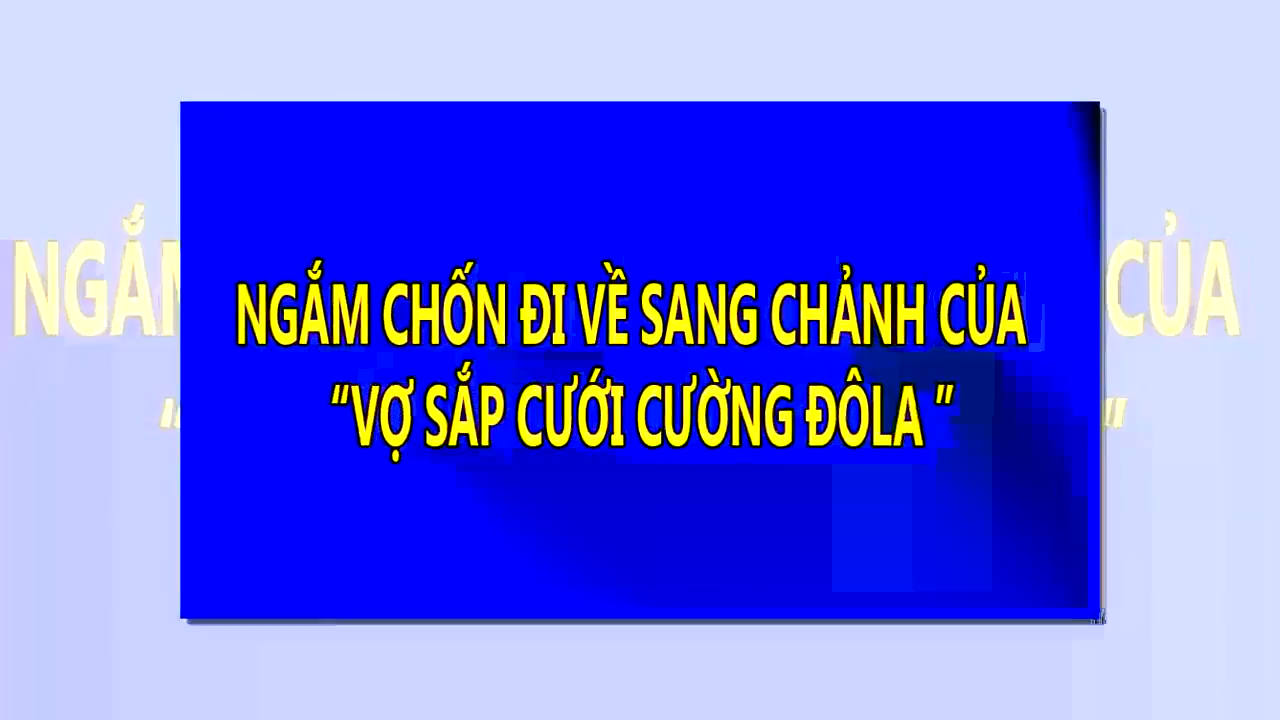 NGẮM CHỐN ĐI VỀ SANG CHẢNH CỦA
“VỢ SẮP CƯỚI CƯỜNG ĐÔLA ”